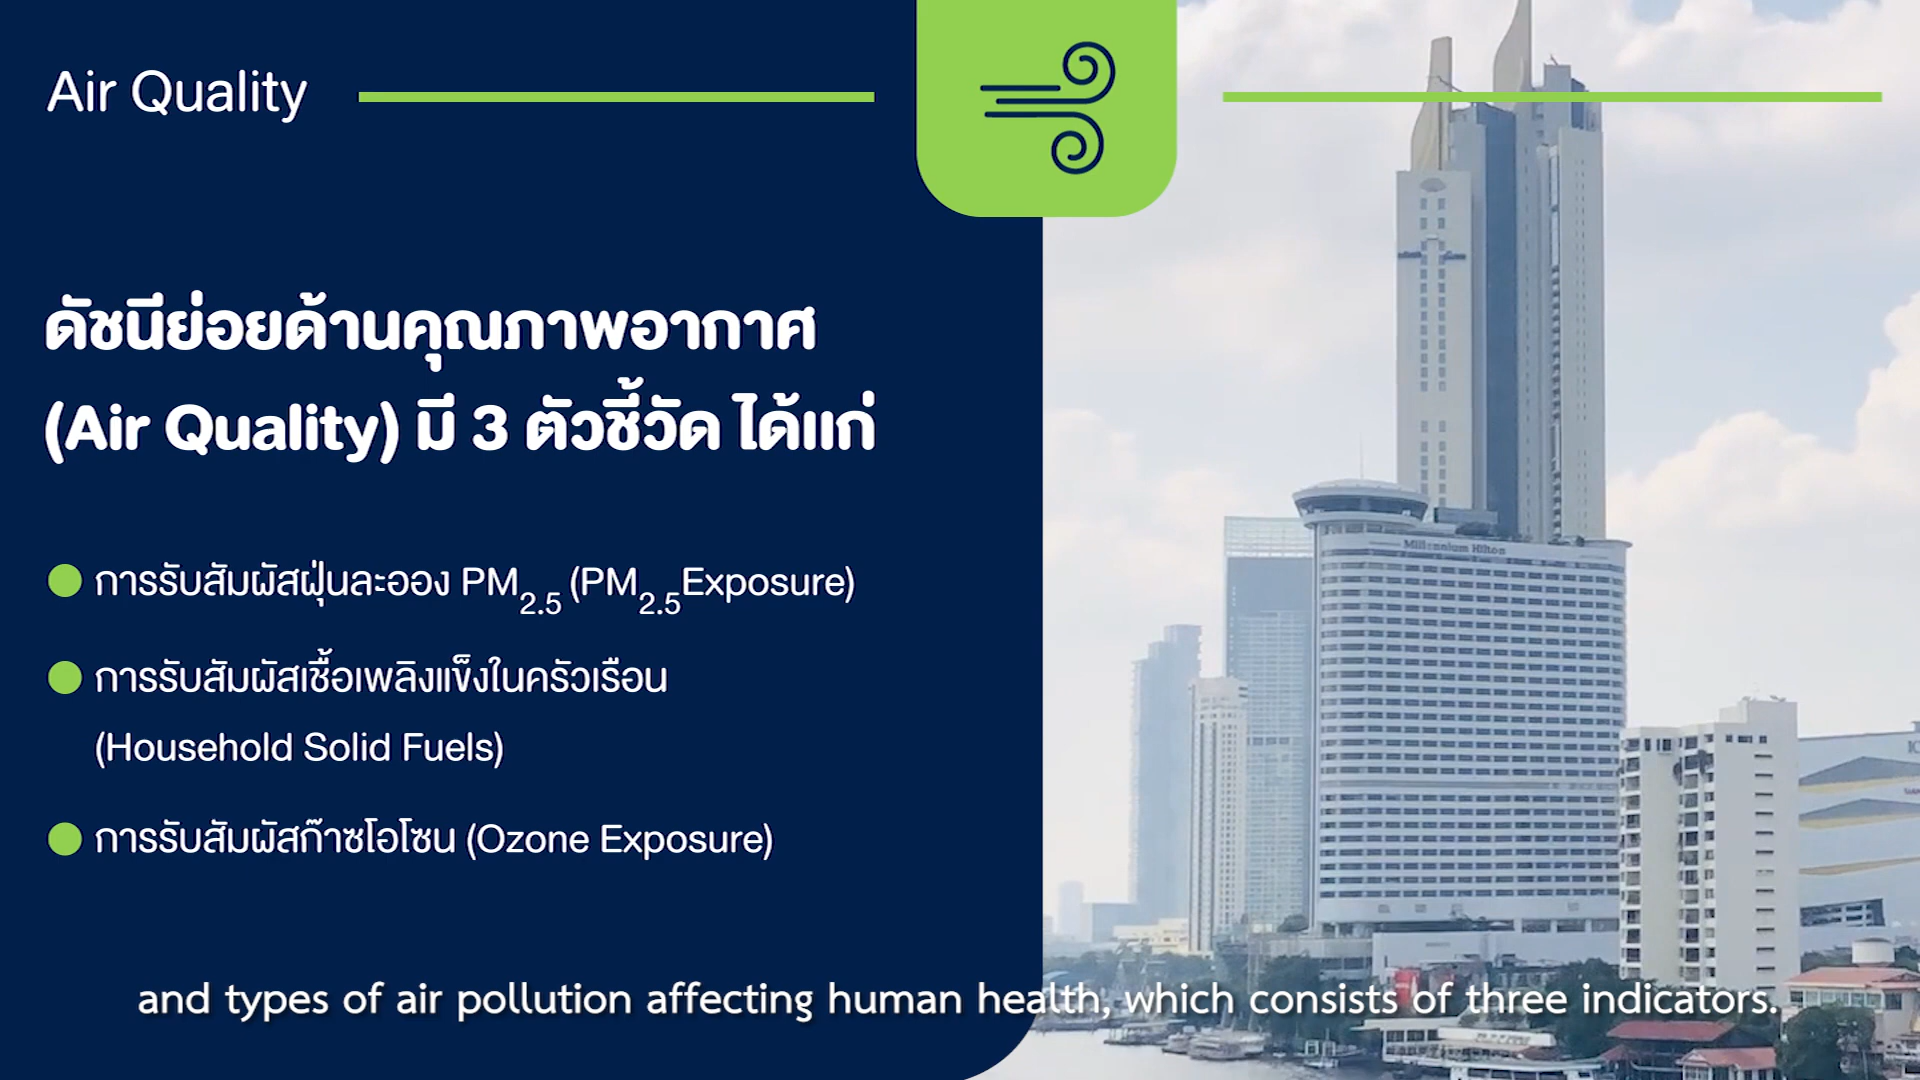 Air Quality
ดัชนีย่อยด้านคุณภาพอากาศ
(Air Quality) มี 3 ตัวชี้วัด ได้แก่
การรับสัมผัสฝุ่นละออง PM2.5 (PM2.5Exposure)
การรับสัมผัสเชื้อเพลิงแข็งในครัวเรือน
(Household Solid Fuels)
การรับสัมผัสก๊าซโอโซน (Ozone Exposure)
Millennium Hilton
and types of air pollution affecting human health, which consists of three indicators.